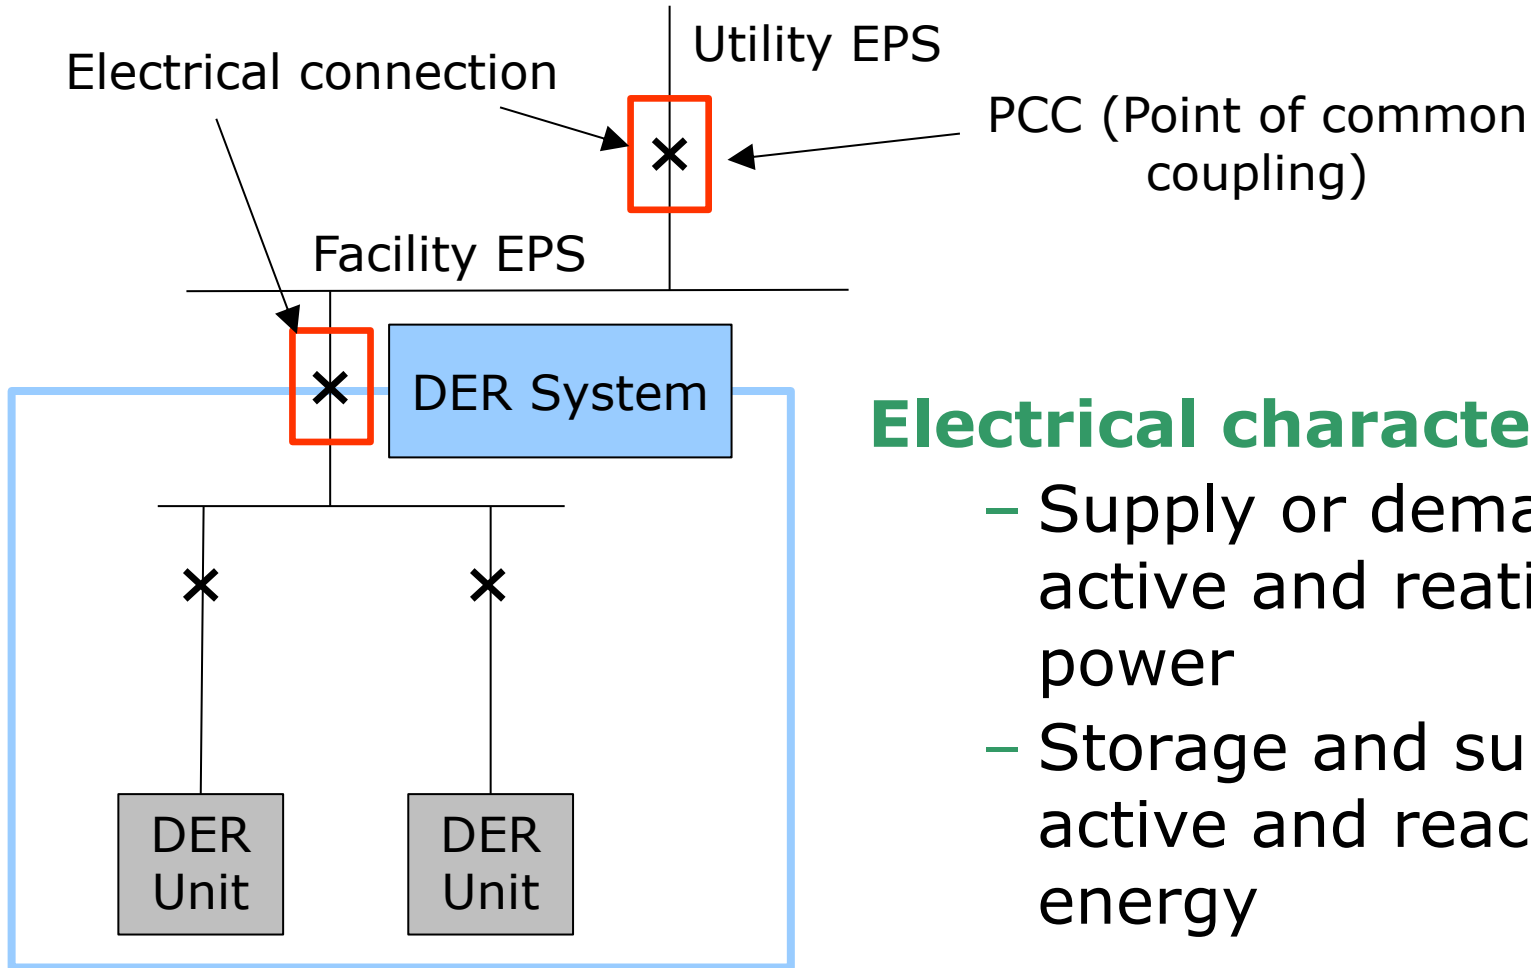 Utility EPS
Electrical connection
PCC (Point of common
coupling)
Facility EPS
DER System
Electrical characte
– Supply or dema
active and reati
power
– Storage and su
active and reac
energy
DER
Unit
DER
Unit